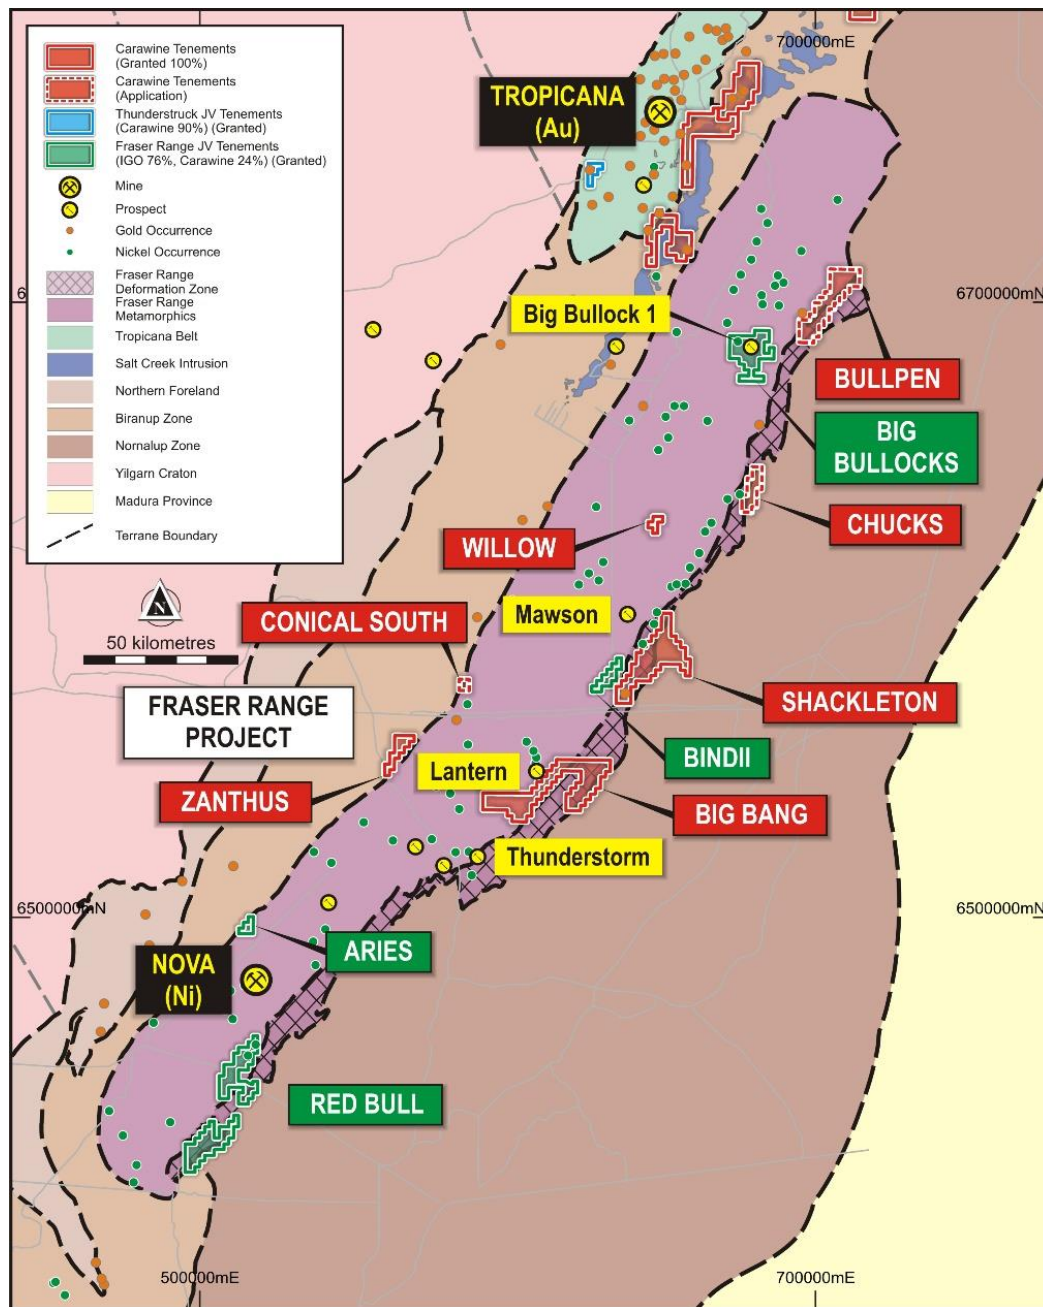 Carawine Tenements
(Granted 100%)
Carawine Tenements
(Application)
Thunderstruck JV Tenements
(Carawine 90%) (Granted)
Fraser Range JV Tenements
(IGO 76%, Carawine 24%) (Granted)
Mine
Prospect
Gold Occurrence
Nickel Occurrence
Fraser Range
Deformation Zone
Fraser Range
Metamorphics
Tropicana Belt
Salt Creek Intrusion
Northern Foreland
Biranup Zone
Nornalup Zone
Yilgarn Craton
Madura Province
Terrane Boundary
N
50 kilometres
700000mE
TROPICANA
(Au)
6
6700000mN
Big Bullock 1
BULLPEN
BIG
BULLOCKS
CHUCKS
WILLOW
Mawson
CONICAL SOUTH
FRASER RANGE
PROJECT
SHACKLETON
BINDII
ZANTHUS
Lantern
BIG BANG
Thunderstorm
6500000mN
6500000mN
ARIES
NOVA
(Ni)
RED BULL
500000mE
700000mE